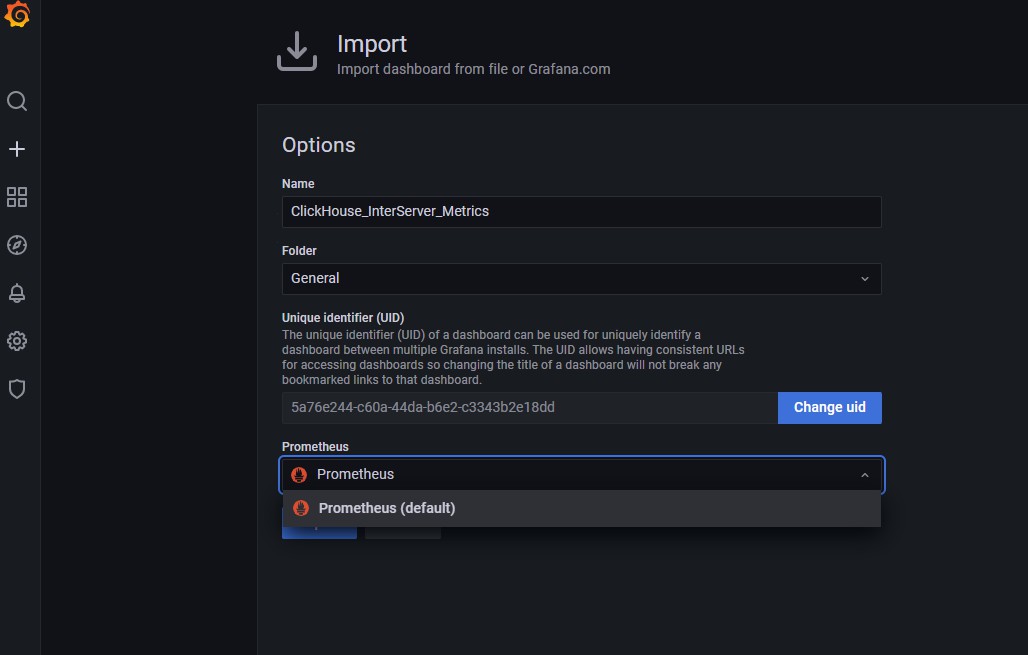 Import
Import dashboard from file or Grafana.com
Options
Name
ClickHouse_InterServer_Metrics
Folder
General
Unique identifier (UID)
The unique identifier (UID) of a dashboard can be used for uniquely identify a
dashboard between multiple Grafana installs. The UID allows having consistent URLs
for accessing dashboards so changing the title of a dashboard will not break any
bookmarked links to that dashboard.
5a76e244-c60a-44da-b6e2-c3343b2e18dd
Change uid
Prometheus
Prometheus
Prometheus (default)